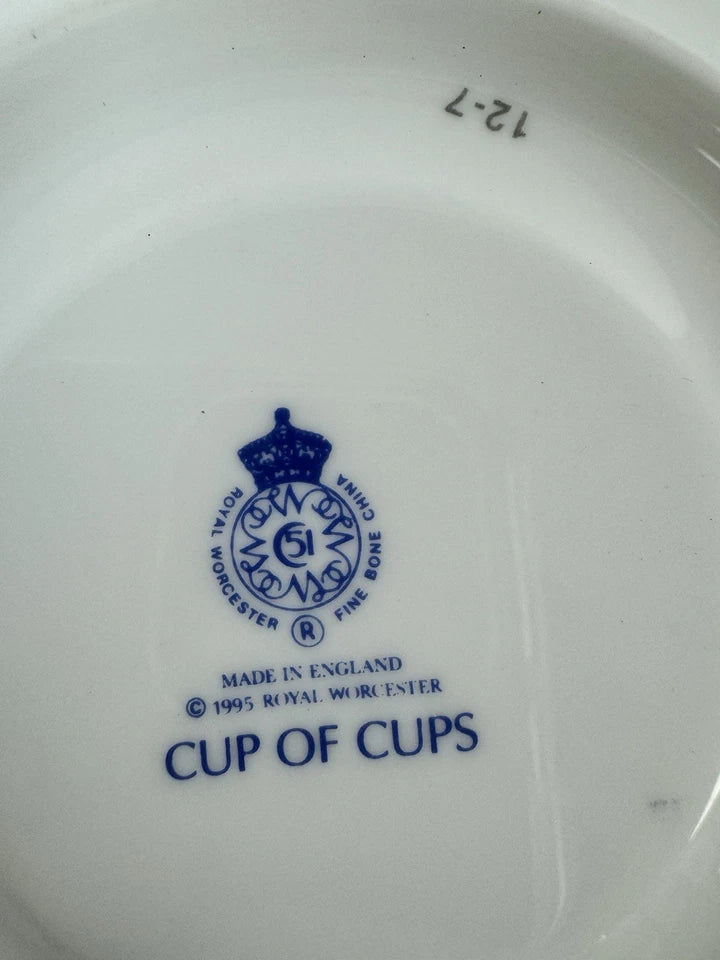 12-7
ROYAL WORCESTER FINE BONE CHINA
51
R
MADE IN ENGLAND
© 1995 ROYAL WORCESTER
CUP OF CUPS